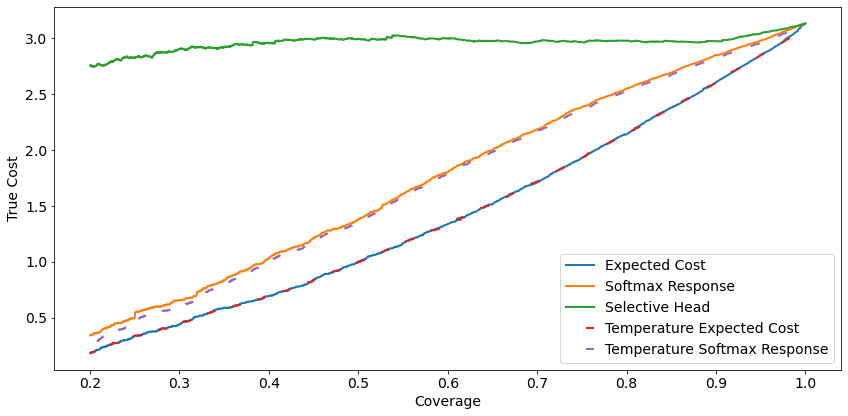 3.0
2.5
2.0
1.5
1.0
0.5
True Cost
0.2 0.3 0.4 0.5 0.6 0.7 0.8 0.9 1.0
Coverage
Expected Cost
Softmax Response
Selective Head
Temperature Expected Cost
Temperature Softmax Response